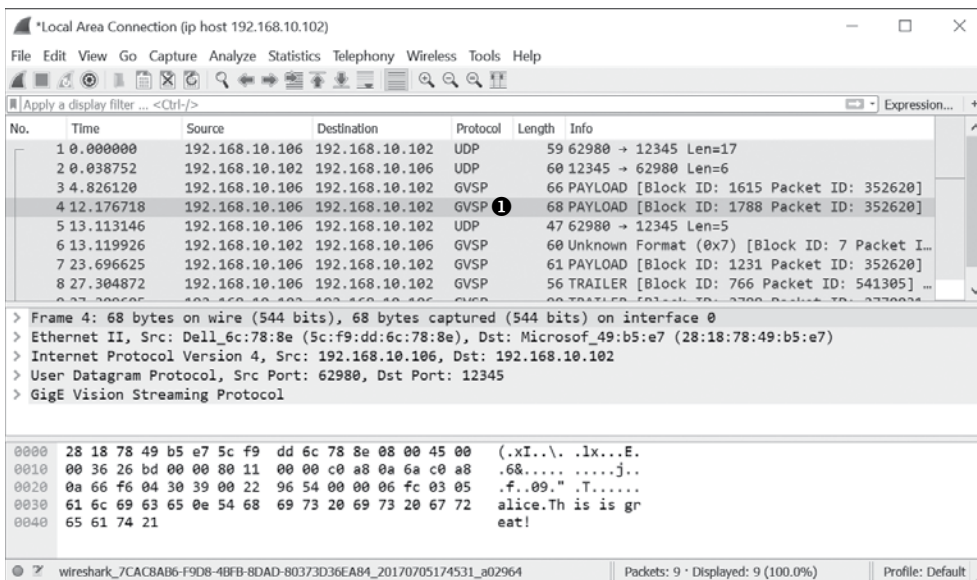 *Local Area Connection (ip host 192.168.10.102)
File Edit View Go Capture Analyze Statistics Telephony Wireless Tools Help
Apply a display filter ... <Ctrl-/> Expression... +
No. Time Source Destination Protocol Length Info
1 0.000000 192.168.10.106 192.168.10.102 UDP 59 62980 → 12345 Len=17
2 0.038752 192.168.10.102 192.168.10.106 UDP 60 12345 → 62980 Len=6
3 4.826120 192.168.10.106 192.168.10.102 GVSP 66 PAYLOAD [Block ID: 1615 Packet ID: 352620]
4 12.176718 192.168.10.106 192.168.10.102 GVSP ❶ 68 PAYLOAD [Block ID: 1788 Packet ID: 352620]
5 13.113146 192.168.10.106 192.168.10.102 UDP 47 62980 → 12345 Len=5
6 13.119926 192.168.10.102 192.168.10.106 GVSP 60 Unknown Format (0x7) [Block ID: 7 Packet I...
7 23.696625 192.168.10.106 192.168.10.102 GVSP 61 PAYLOAD [Block ID: 1231 Packet ID: 352620]
8 27.304872 192.168.10.106 192.168.10.102 GVSP 56 TRAILER [Block ID: 766 Packet ID: 541305] ...
> Frame 4: 68 bytes on wire (544 bits), 68 bytes captured (544 bits) on interface 0
> Ethernet II, Src: Dell_6c:78:8e (5c:f9:dd:6c:78:8e), Dst: Microsof_49:b5:e7 (28:18:78:49:b5:e7)
> Internet Protocol Version 4, Src: 192.168.10.106, Dst: 192.168.10.102
> User Datagram Protocol, Src Port: 62980, Dst Port: 12345
> GigE Vision Streaming Protocol
0000 28 18 78 49 b5 e7 5c f9 dd 6c 78 8e 08 00 45 00 (.xI..\. .lx...E.
0010 00 36 26 bd 00 00 80 11 00 00 c0 a8 0a 6a c0 a8 .6&..... .....j..
0020 0a 66 f6 04 30 39 00 22 96 54 00 00 06 fc 03 05 .f..09." .T......
0030 61 6c 69 63 65 0e 54 68 69 73 20 69 73 20 67 72 alice.Th is is gr
0040 65 61 74 21 eat!
wireshark_7CAC8AB6-F9D8-4BFB-8DAD-80373D36EA84_20170705174531_a02964 Packets: 9 · Displayed: 9 (100.0%) Profile: Default